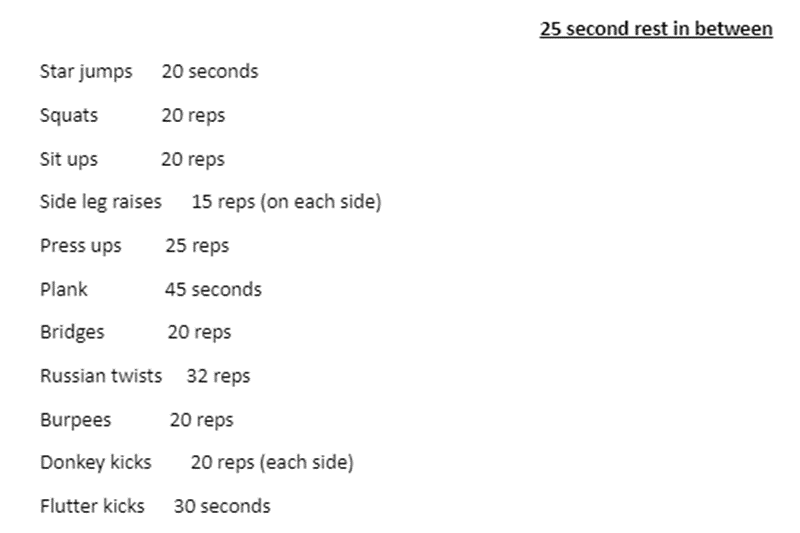 25 second rest in between
Star jumps 20 seconds
Squats 20 reps
Sit ups 20 reps
Side leg raises 15 reps (on each side)
Press ups 25 reps
Plank 45 seconds
Bridges 20 reps
Russian twists 32 reps
Burpees 20 reps
Donkey kicks 20 reps (each side)
Flutter kicks 30 seconds